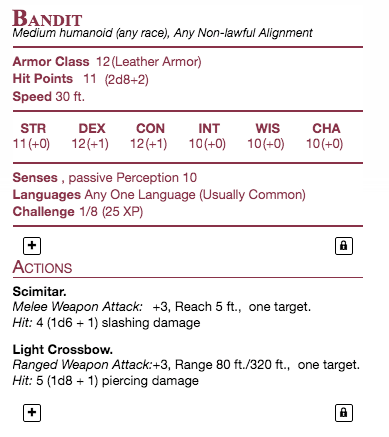 BANDIT
Medium humanoid (any race), Any Non-lawful Alignment
Armor Class 12(Leather Armor)
Hit Points 11 (2d8+2)
Speed 30 ft.
STR DEX CON INT WIS CHA
11(+0) 12(+1) 12(+1) 10(+0) 10(+0) 10(+0)
Senses , passive Perception 10
Languages Any One Language (Usually Common)
Challenge 1/8 (25 XP)
ACTIONS
Scimitar.
Melee Weapon Attack: +3, Reach 5 ft., one target.
Hit: 4 (1d6 + 1) slashing damage
Light Crossbow.
Ranged Weapon Attack:+3, Range 80 ft./320 ft., one target.
Hit: 5 (1d8 + 1) piercing damage